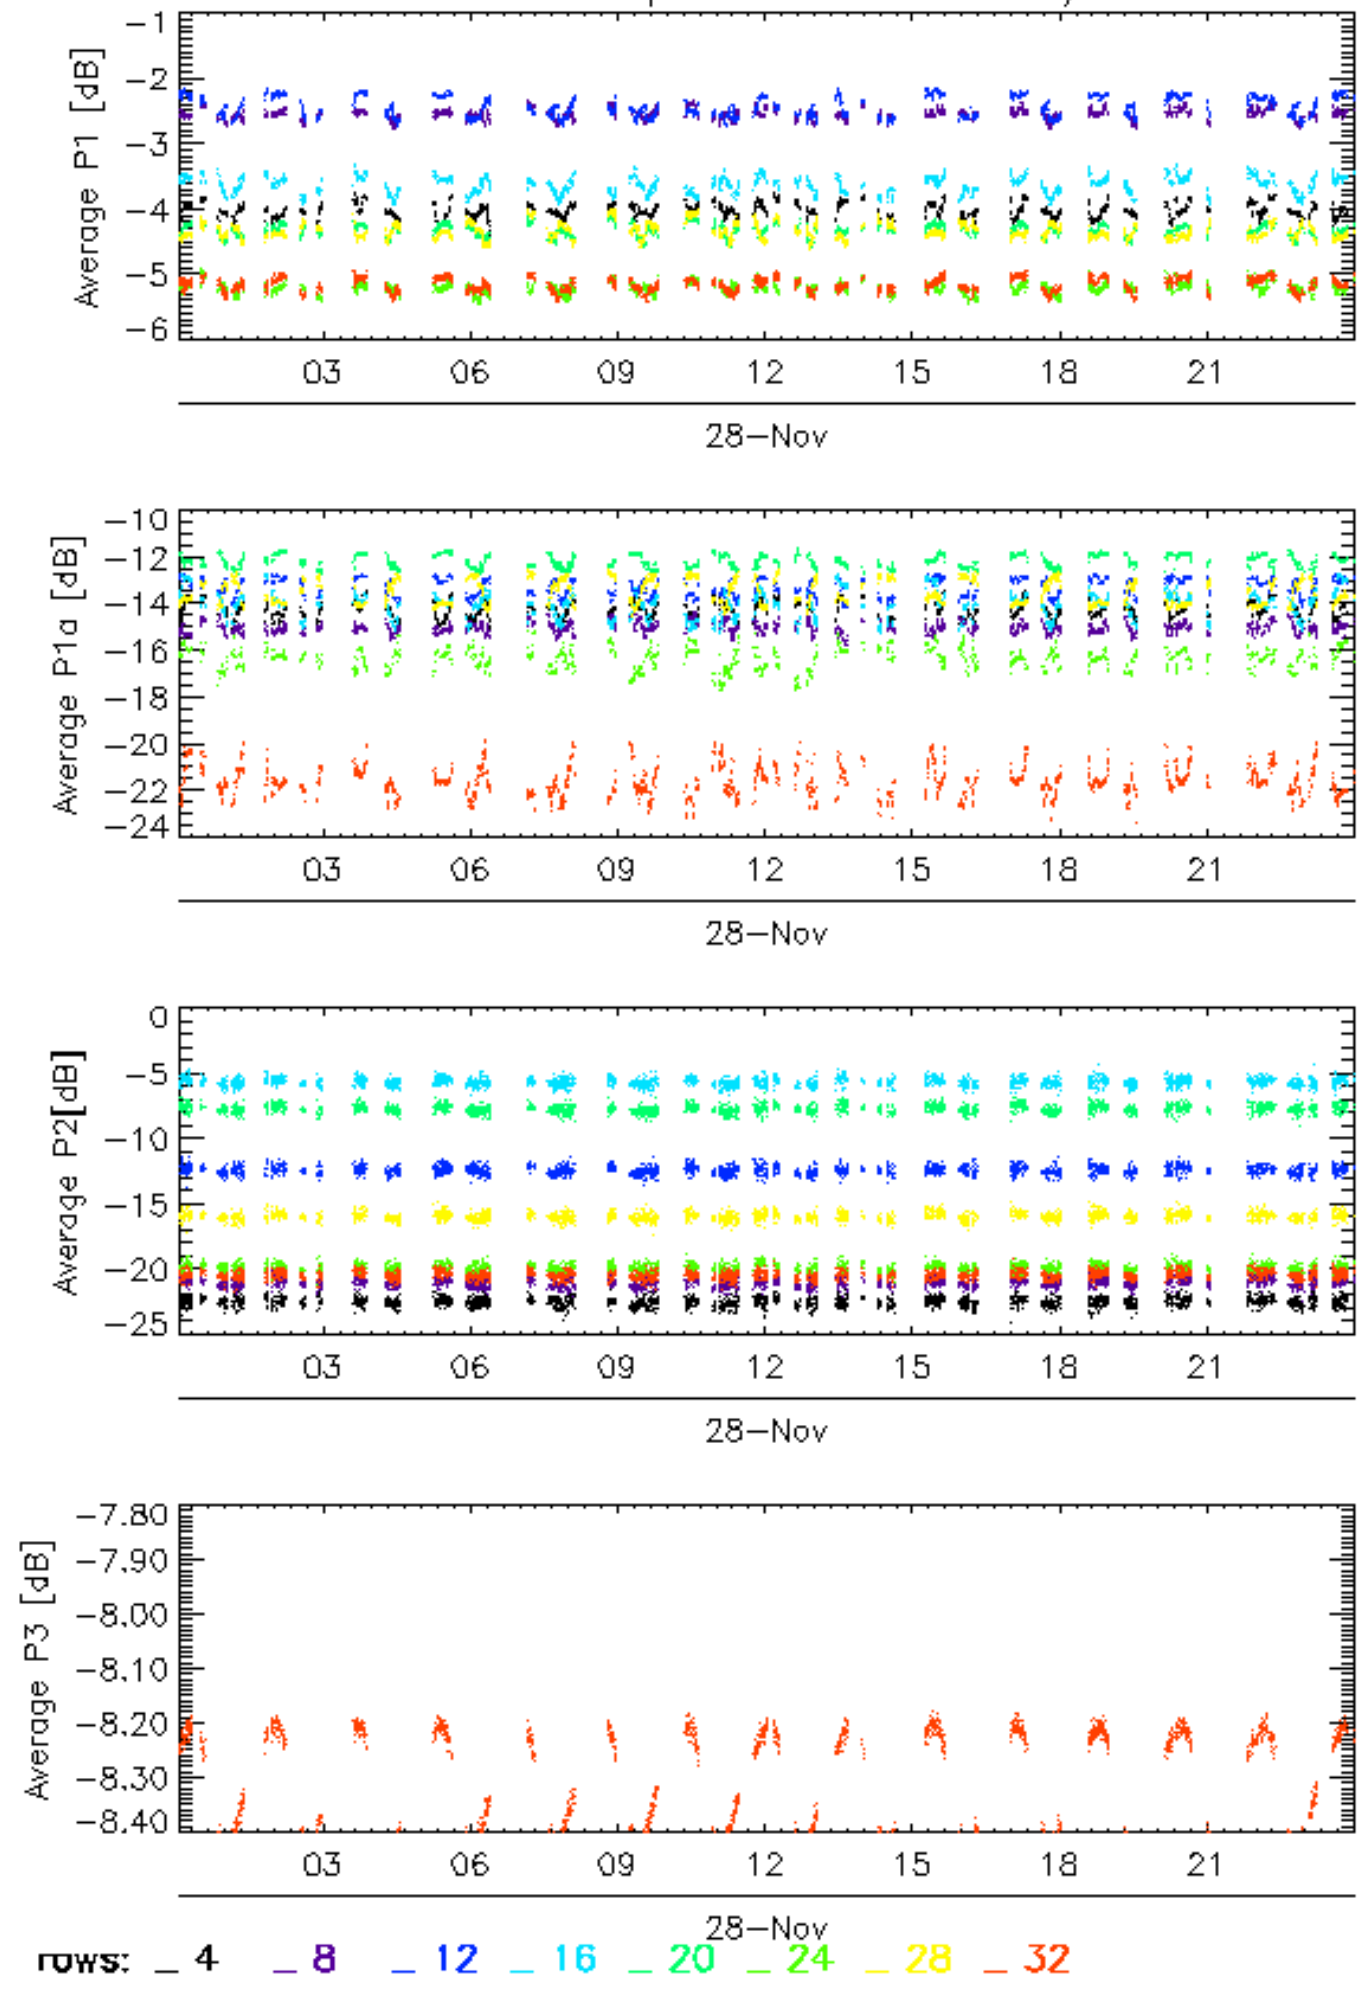 Average P1 [dB]
-1
-2
-3
-4
-5
-6
03 06 09 12 15 18 21
28-Nov
Average P1a [dB]
-10
-12
-14
-16
-18
-20
-22
-24
03 06 09 12 15 18 21
28-Nov
Average P2[dB]
0
-5
-10
-15
-20
-25
03 06 09 12 15 18 21
28-Nov
Average P3 [dB]
-7.80
-7.90
-8.00
-8.10
-8.20
-8.30
-8.40
03 06 09 12 15 18 21
28-Nov
rows: _ 4 _ 8 _ 12 _ 16 _ 20 _ 24 _ 28 _ 32